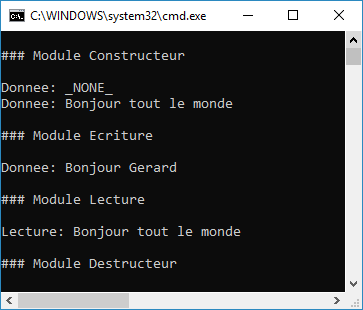 C:\WINDOWS\system32\cmd.exe
### Module Constructeur
Donnee: _NONE_
Donnee: Bonjour tout le monde
### Module Ecriture
Donnee: Bonjour Gerard
### Module Lecture
Lecture: Bonjour tout le monde
### Module Destructeur